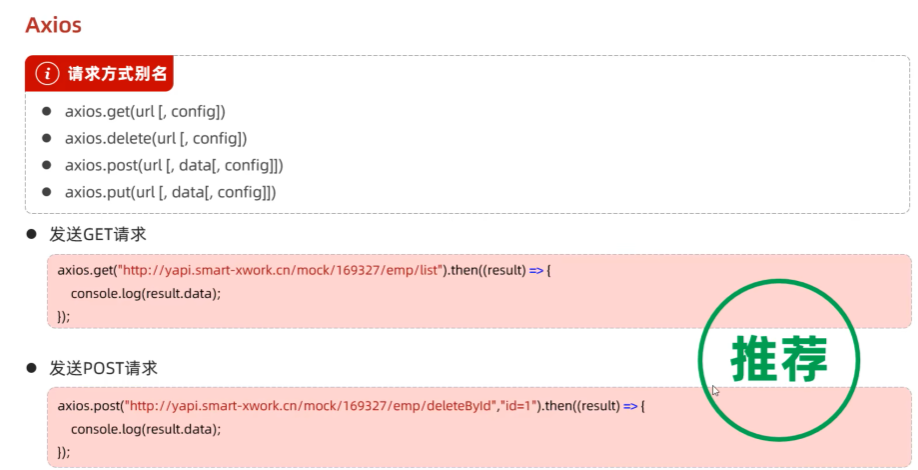 Axios
i 请求方式别名
● axios.get(url [, config])
● axios.delete(url [, config])
● axios.post(url [, data[, config]])
● axios.put(url [, data[, config]])
● 发送GET请求
axios.get("http://yapi.smart-xwork.cn/mock/169327/emp/list").then((result) => {
console.log(result.data);
});
推荐
● 发送POST请求
axios.post("http://yapi.smart-xwork.cn/mock/169327/emp/deleteById","id=1").then((result) => {
console.log(result.data);
});